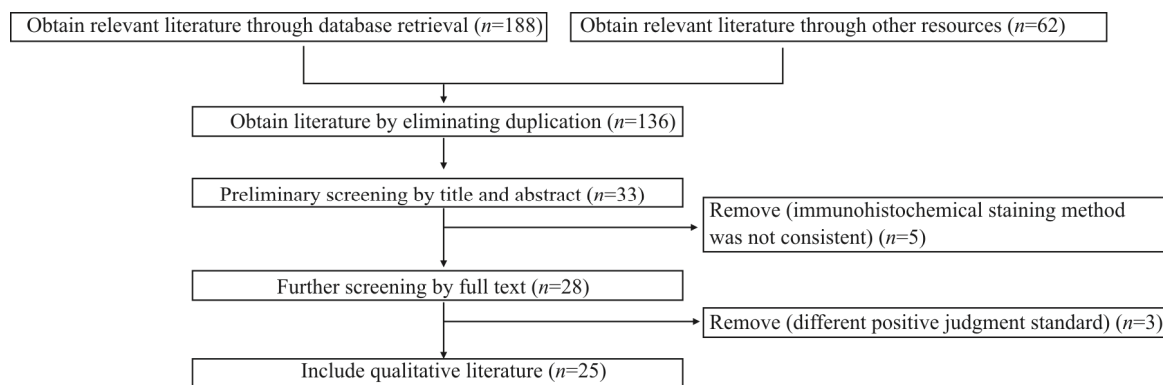 Obtain relevant literature through database retrieval (n=188)
Obtain relevant literature through other resources (n=62)
Obtain literature by eliminating duplication (n=136)
Preliminary screening by title and abstract (n=33)
Remove (immunohistochemical staining method
was not consistent) (n=5)
Further screening by full text (n=28)
Remove (different positive judgment standard) (n=3)
Include qualitative literature (n=25)